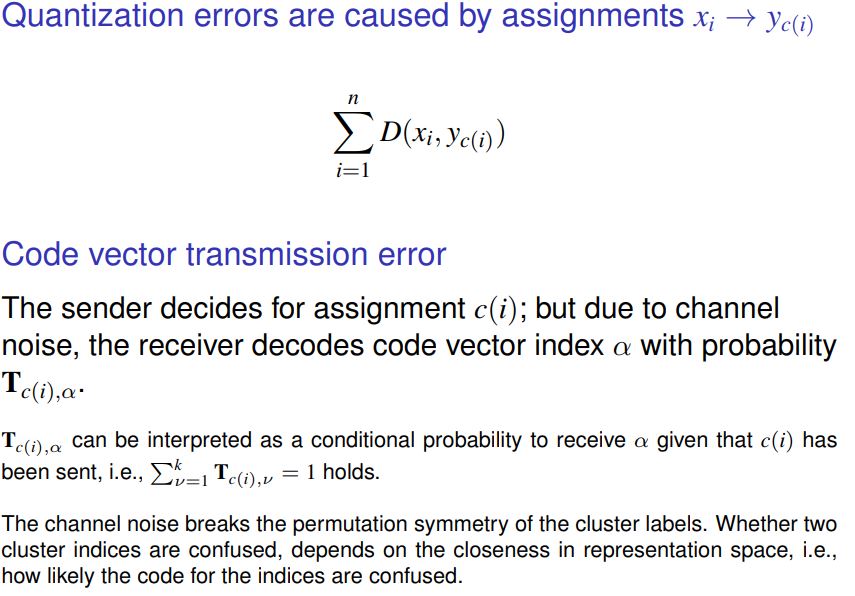 Quantization errors are caused by assignments $x_i \to y_{c(i)}$
$\sum_{i=1}^{n} D(x_i, y_{c(i)})$
Code vector transmission error
The sender decides for assignment $c(i)$; but due to channel
noise, the receiver decodes code vector index $\alpha$ with probability
$\mathbf{T}_{c(i),\alpha}$.
$\mathbf{T}_{c(i),\alpha}$ can be interpreted as a conditional probability to receive $\alpha$ given that $c(i)$ has
been sent, i.e., $\sum_{\nu=1}^{k} \mathbf{T}_{c(i),\nu} = 1$ holds.
The channel noise breaks the permutation symmetry of the cluster labels. Whether two
cluster indices are confused, depends on the closeness in representation space, i.e.,
how likely the code for the indices are confused.